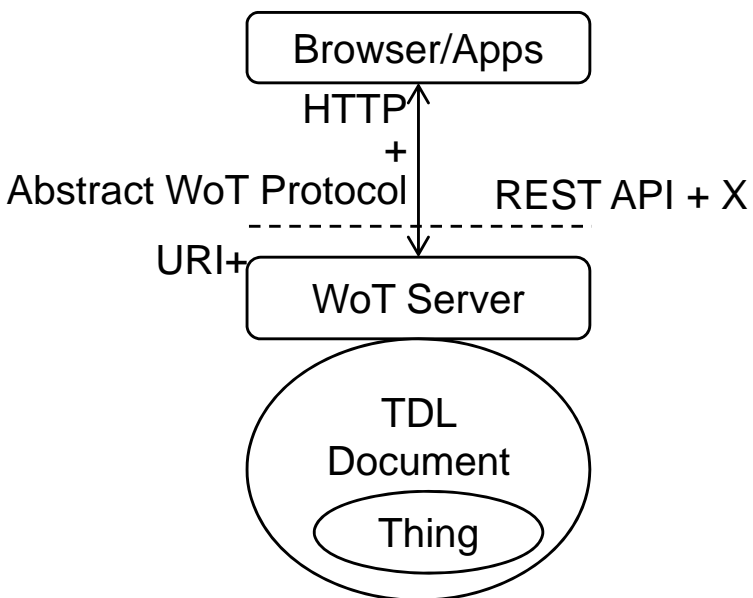 Browser/Apps
HTTP
+
Abstract WoT Protocol
REST API + X
URI+
WoT Server
TDL
Document
Thing